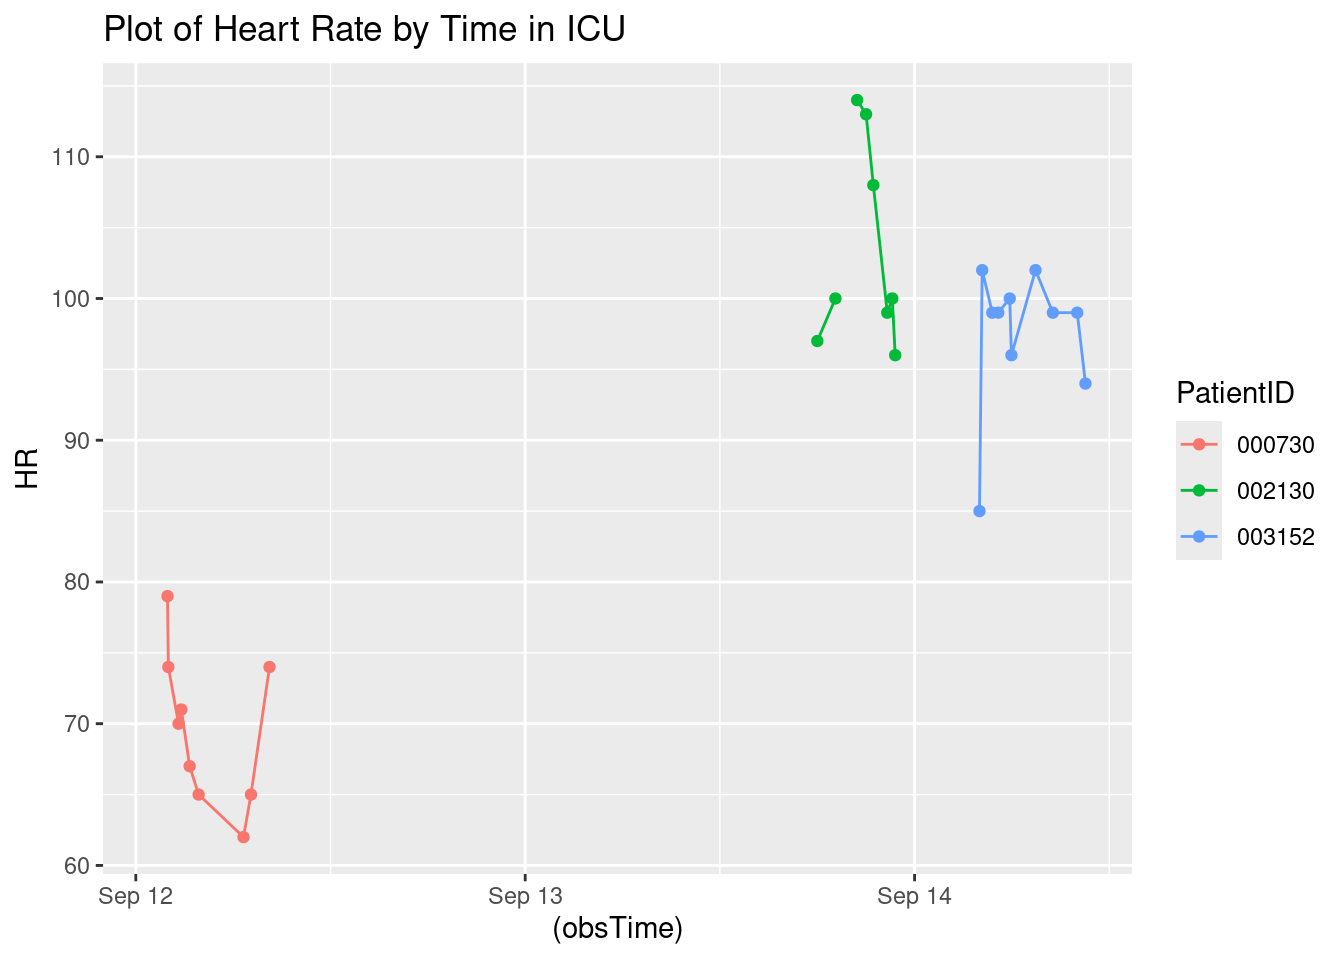 Plot of Heart Rate by Time in ICU
110
100
90
80
70
60
HR
Sep 12
Sep 13
Sep 14
(obsTime)
PatientID
000730
002130
003152